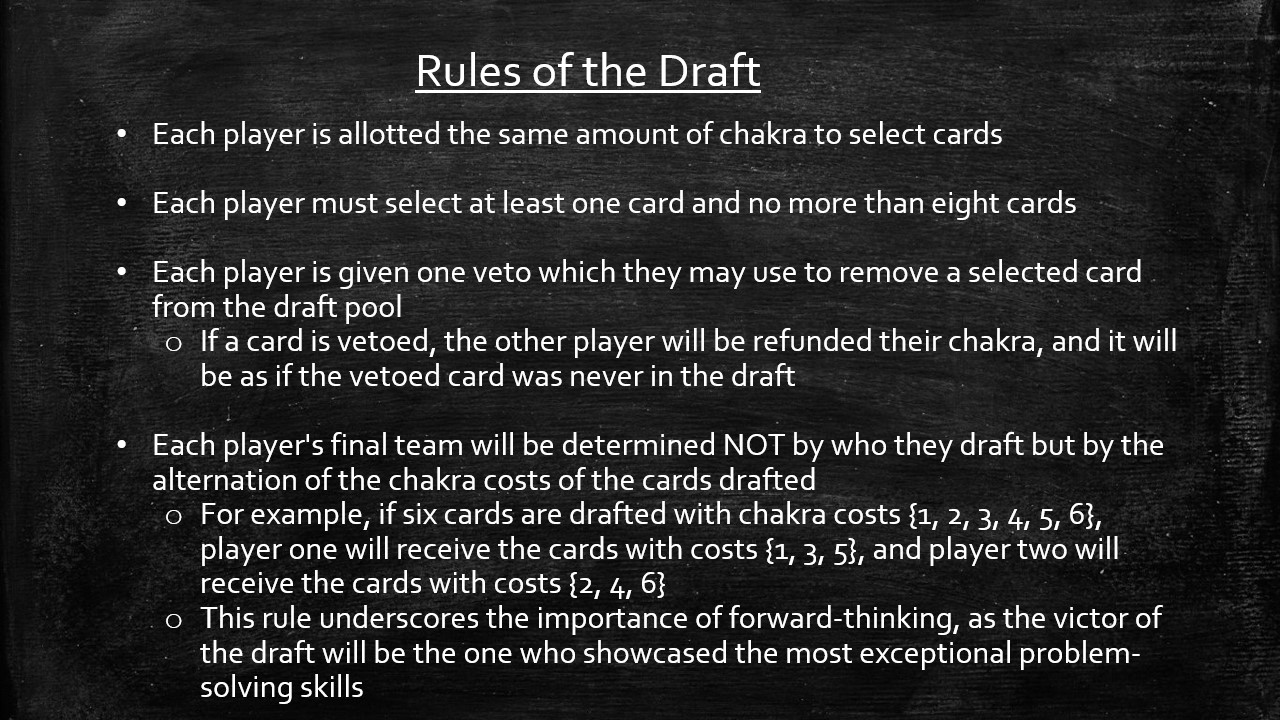 Rules of the Draft
• Each player is allotted the same amount of chakra to select cards
• Each player must select at least one card and no more than eight cards
• Each player is given one veto which they may use to remove a selected card
from the draft pool
o If a card is vetoed, the other player will be refunded their chakra, and it will
be as if the vetoed card was never in the draft
• Each player's final team will be determined NOT by who they draft but by the
alternation of the chakra costs of the cards drafted
o For example, if six cards are drafted with chakra costs {1, 2, 3, 4, 5, 6},
player one will receive the cards with costs {1, 3, 5}, and player two will
receive the cards with costs {2, 4, 6}
o This rule underscores the importance of forward-thinking, as the victor of
the draft will be the one who showcased the most exceptional problem-
solving skills